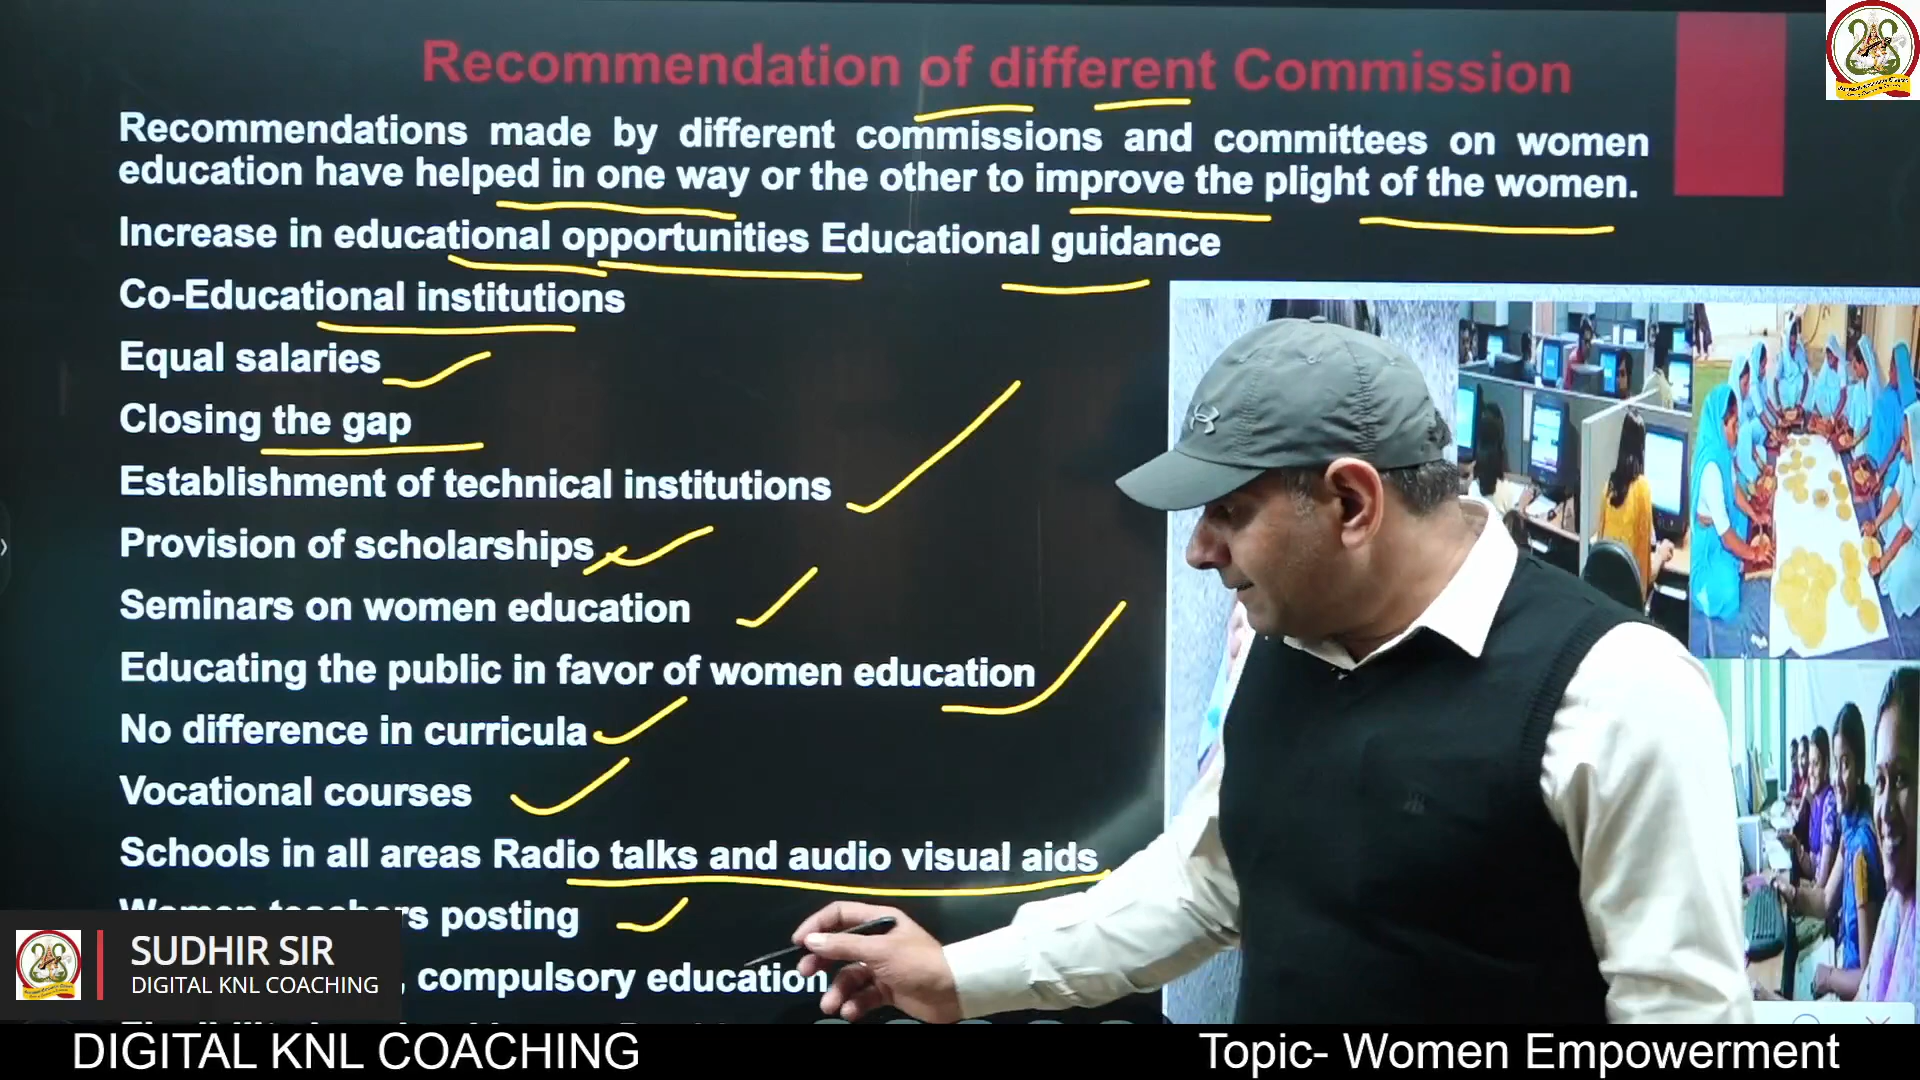 Recommendation of different Commission
Recommendations made by different commissions and committees on women
education have helped in one way or the other to improve the plight of the women.
Increase in educational opportunities Educational guidance
Co-Educational institutions
Equal salaries
Closing the gap
Establishment of technical institutions
Provision of scholarships
Seminars on women education
Educating the public in favor of women education
No difference in curricula
Vocational courses
Schools in all areas Radio talks and audio visual aids
Women teachers posting
, compulsory education
SUDHIR SIR
DIGITAL KNL COACHING
DIGITAL KNL COACHING
Topic- Women Empowerment